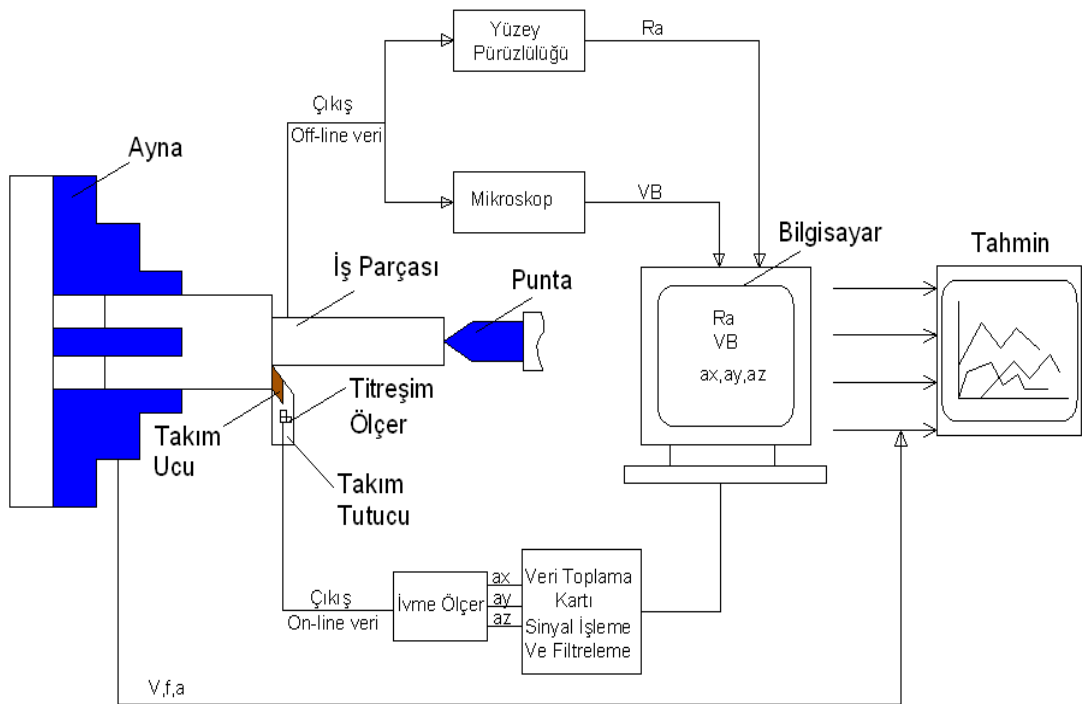 Yüzey
Pürüzlülüğü
Ra
Çıkış
Off-line veri
Ayna
Mikroskop
VB
Bilgisayar
Tahmin
İş Parçası
Punta
Ra
VB
ax,ay,az
Titreşim
Ölçer
Takım
Ucu
Takım
Tutucu
Çıkış
On-line veri
İvme Ölçer
ax
ay
az
Veri Toplama
Kartı
Sinyal İşleme
Ve Filtreleme
V,f,a